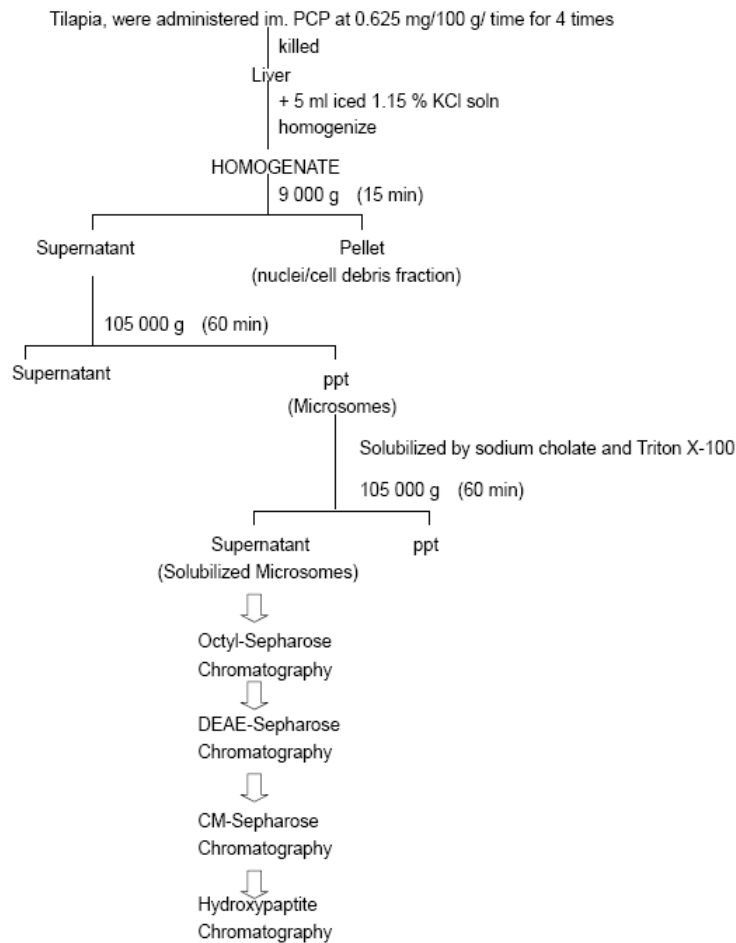 Tilapia, were administered im. PCP at 0.625 mg/100 g/ time for 4 times
killed
Liver
+ 5 ml iced 1.15 % KCl soln
homogenize
HOMOGENATE
9 000 g (15 min)
Supernatant
Pellet
(nuclei/cell debris fraction)
105 000 g (60 min)
Supernatant
ppt
(Microsomes)
Solubilized by sodium cholate and Triton X-100
105 000 g (60 min)
Supernatant
ppt
(Solubilized Microsomes)
Octyl-Sepharose
Chromatography
DEAE-Sepharose
Chromatography
CM-Sepharose
Chromatography
Hydroxypaptite
Chromatography